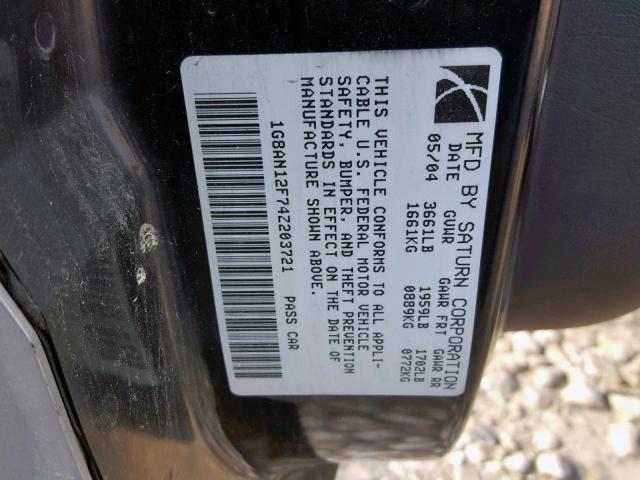 MFD BY SATURN CORPORATION
DATE GVWR GAWR FRT GAWR RR
05/04 3661LB 1959LB 1702LB
1661KG 0889KG 0772KG
THIS VEHICLE CONFORMS TO ALL APPLI-
CABLE U.S. FEDERAL MOTOR VEHICLE
SAFETY, BUMPER, AND THEFT PREVENTION
STANDARDS IN EFFECT ON THE DATE OF
MANUFACTURE SHOWN ABOVE.
1G8AN12F74Z203721 PASS CAR